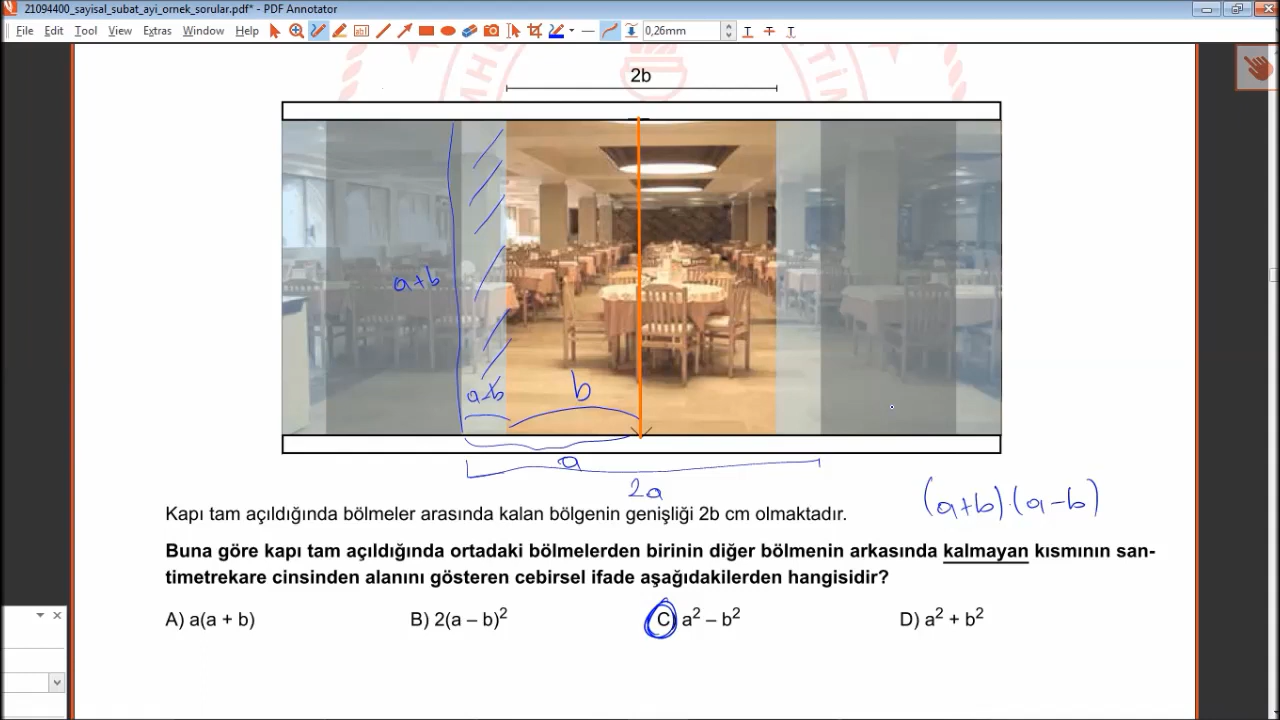 21094400_sayisal_subat_ayi_ornek_sorular.pdf* - PDF Annotator
File Edit Tool View Extras Window Help 0,26mm
2b
a+b
a-b
b
a
2a
(a+b)·(a-b)
Kapı tam açıldığında bölmeler arasında kalan bölgenin genişliği 2b cm olmaktadır.
Buna göre kapı tam açıldığında ortadaki bölmelerden birinin diğer bölmenin arkasında kalmayan kısmının san-
timetrekare cinsinden alanını gösteren cebirsel ifade aşağıdakilerden hangisidir?
A) a(a + b) B) 2(a – b)² C) a² – b² D) a² + b²